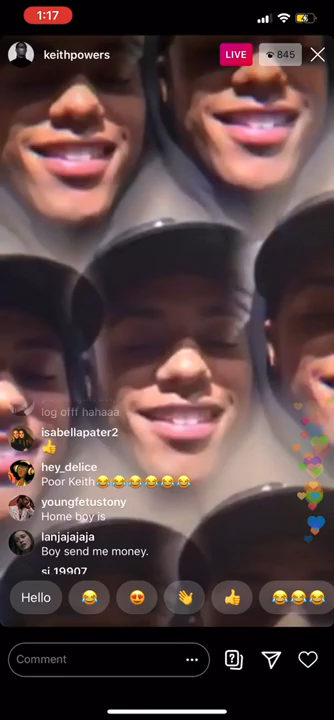 1:17
keithpowers
LIVE
845
log offf hahaaa
isabellapater2
👍
hey_delice
Poor Keith😂😂😂😂😂😂
youngfetustony
Home boy is
lanjajajaja
Boy send me money.
si_19907
Hello
😂 😍 👋 👍 😂😂😂
Comment